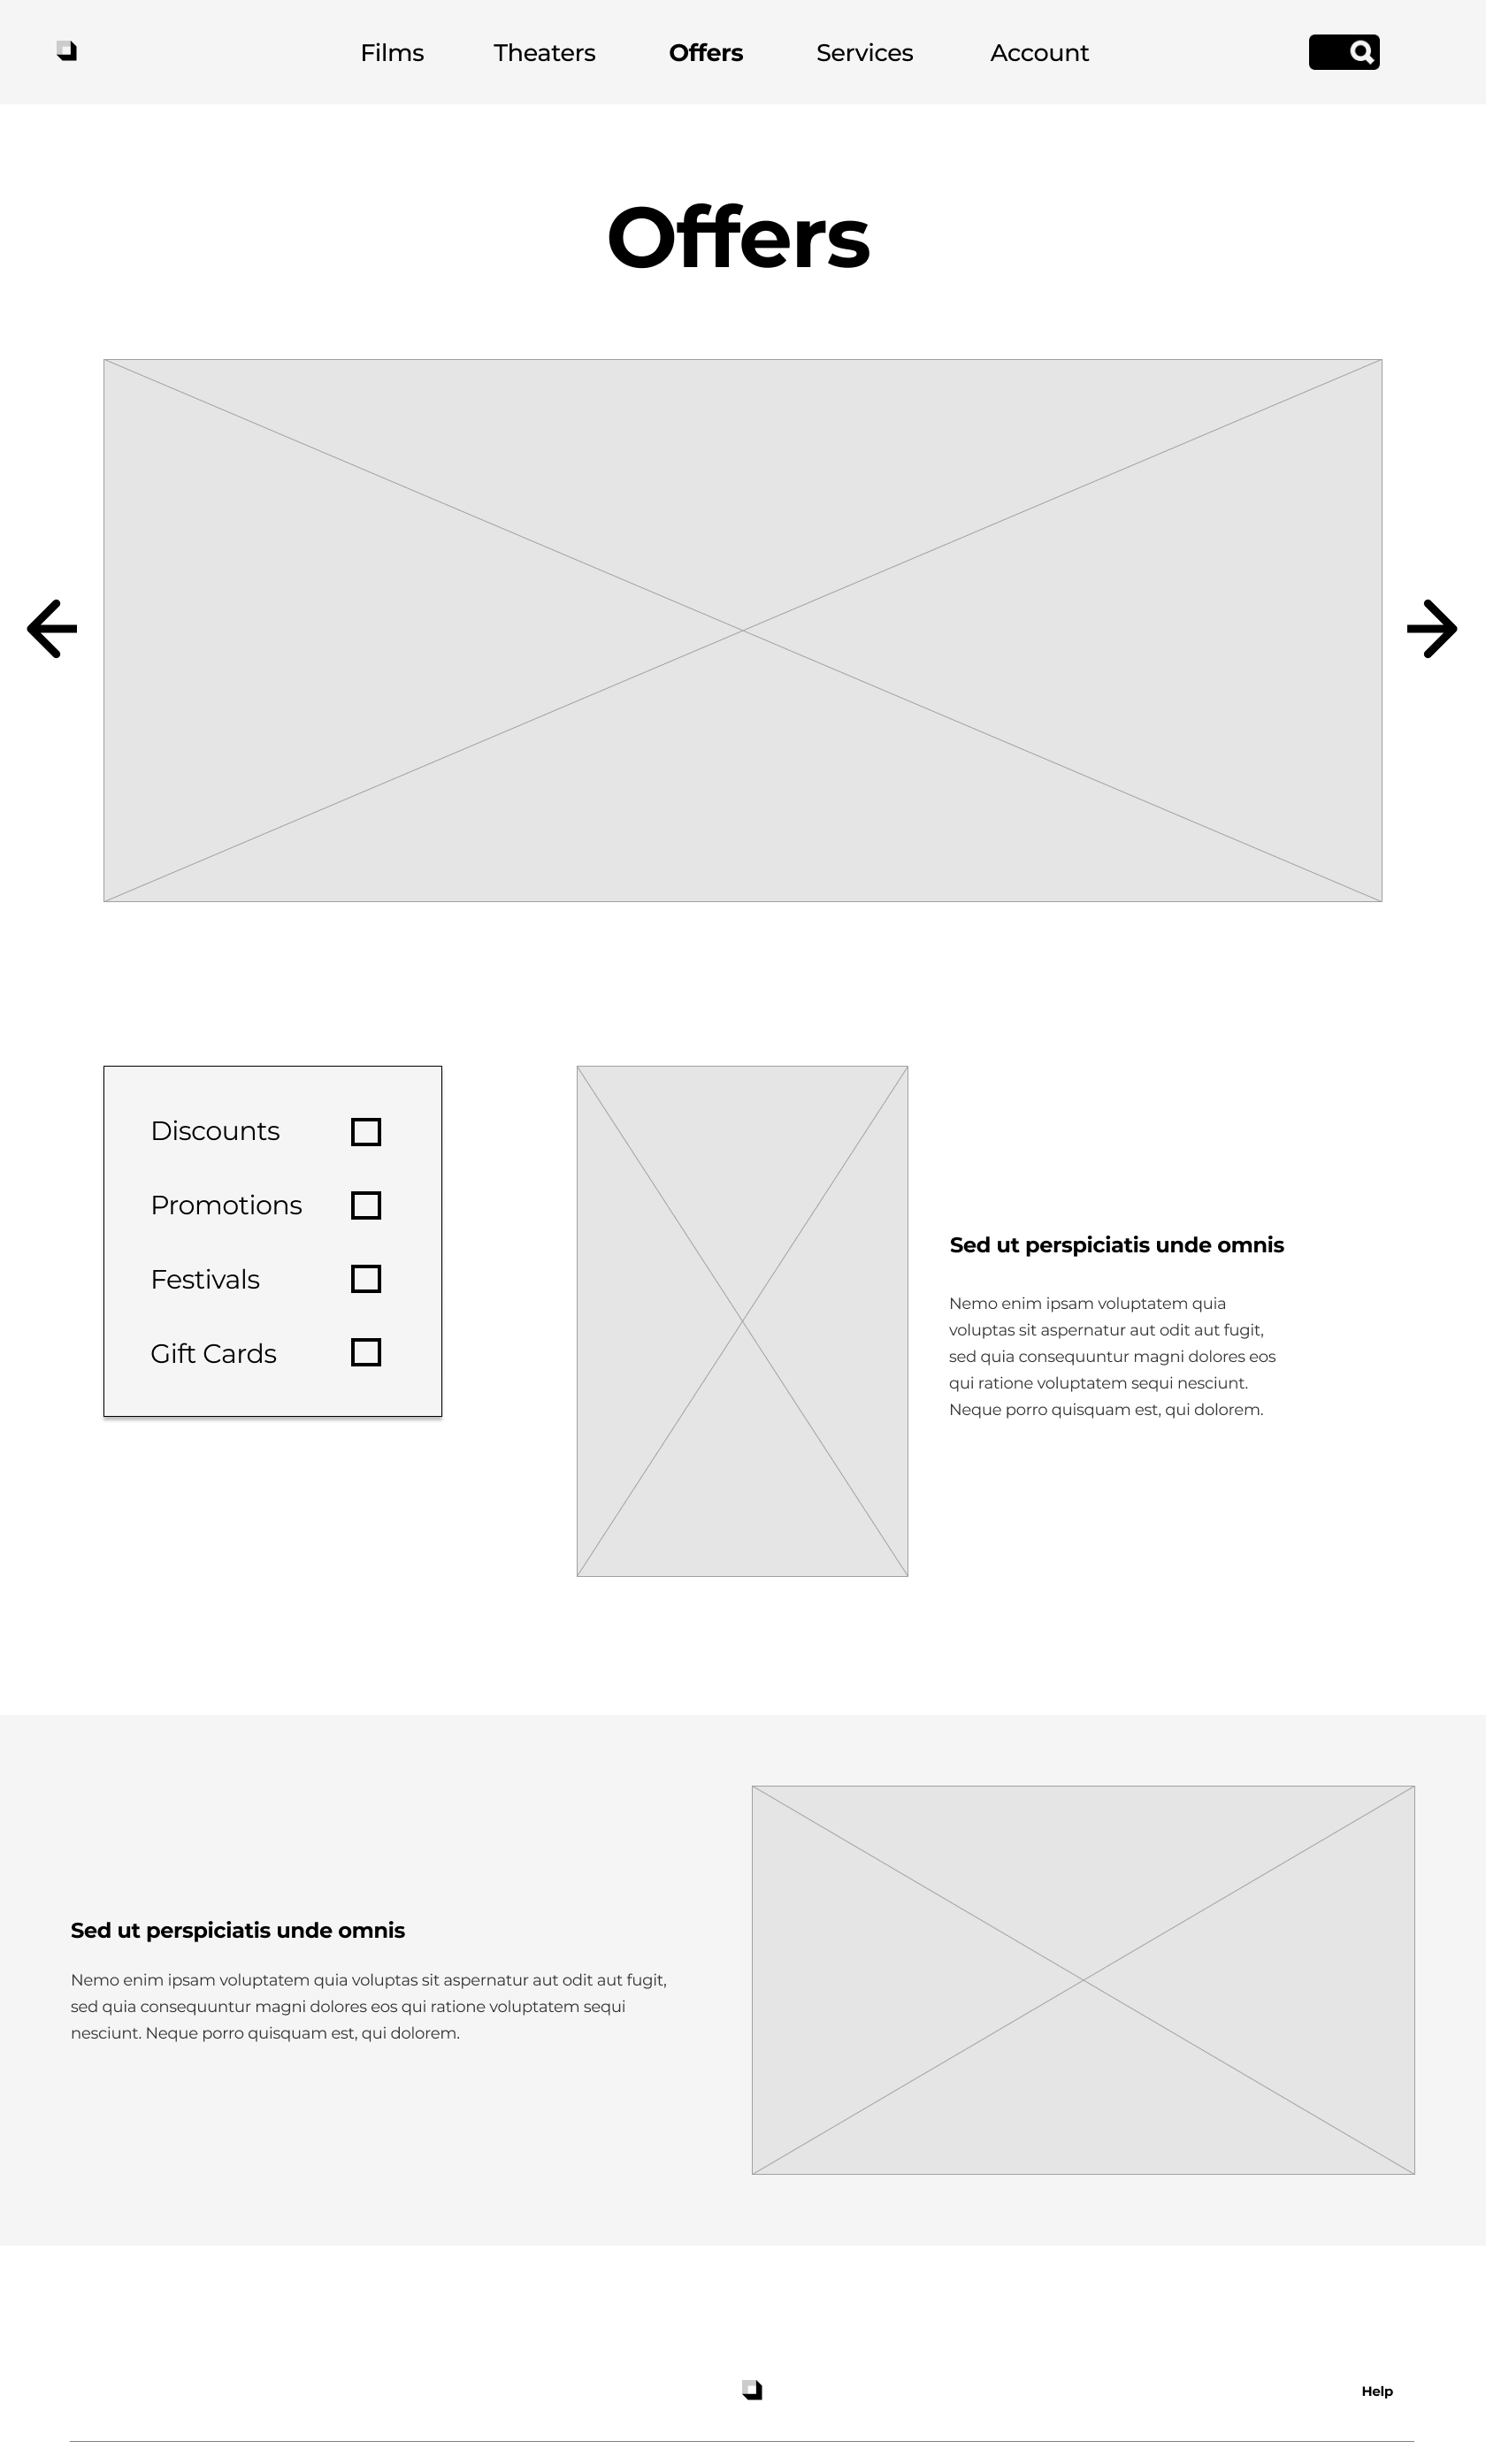 Films
Theaters
Offers
Services
Account
Offers
Discounts
Promotions
Festivals
Gift Cards
Sed ut perspiciatis unde omnis
Nemo enim ipsam voluptatem quia
voluptas sit aspernatur aut odit aut fugit,
sed quia consequuntur magni dolores eos
qui ratione voluptatem sequi nesciunt.
Neque porro quisquam est, qui dolorem.
Sed ut perspiciatis unde omnis
Nemo enim ipsam voluptatem quia voluptas sit aspernatur aut odit aut fugit,
sed quia consequuntur magni dolores eos qui ratione voluptatem sequi
nesciunt. Neque porro quisquam est, qui dolorem.
Help